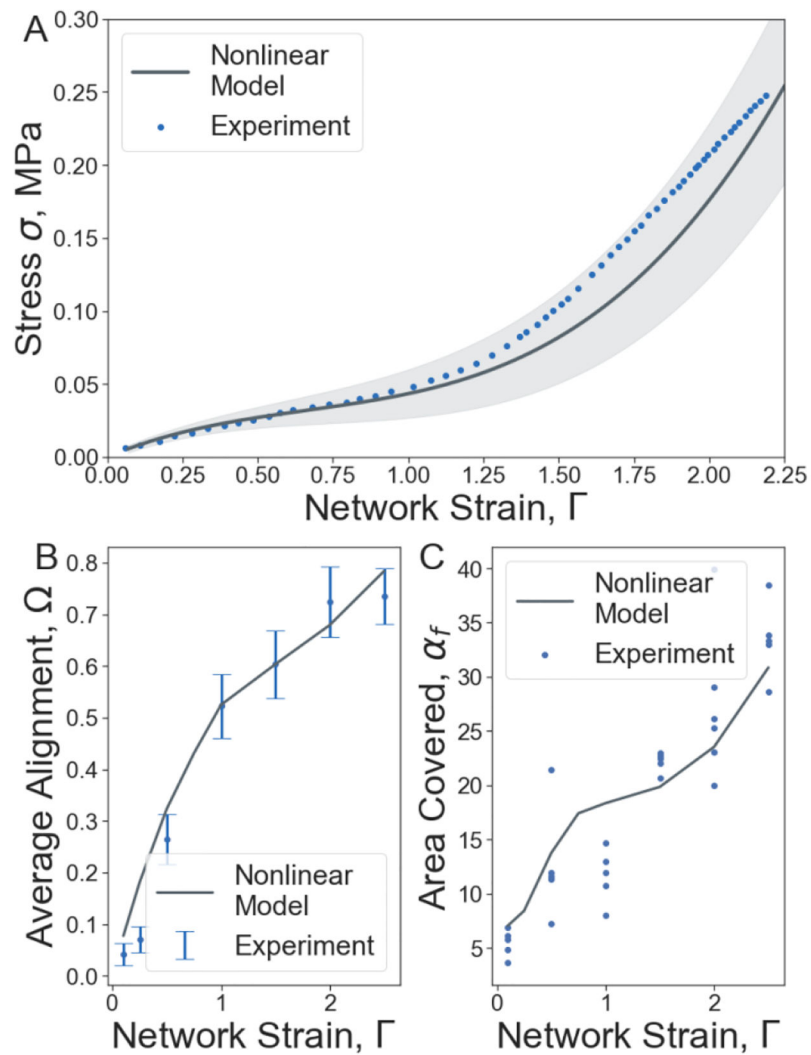 A
0.30
0.25
0.20
0.15
0.10
0.05
0.00
Stress σ, MPa
Nonlinear
Model
Experiment
0.00 0.25 0.50 0.75 1.00 1.25 1.50 1.75 2.00 2.25
Network Strain, Γ
B
0.8
0.7
0.6
0.5
0.4
0.3
0.2
0.1
0.0
Average Alignment, Ω
Nonlinear
Model
Experiment
0 1 2
Network Strain, Γ
C
40
35
30
25
20
15
10
5
Area Covered, α_f
Nonlinear
Model
Experiment
0 1 2
Network Strain, Γ